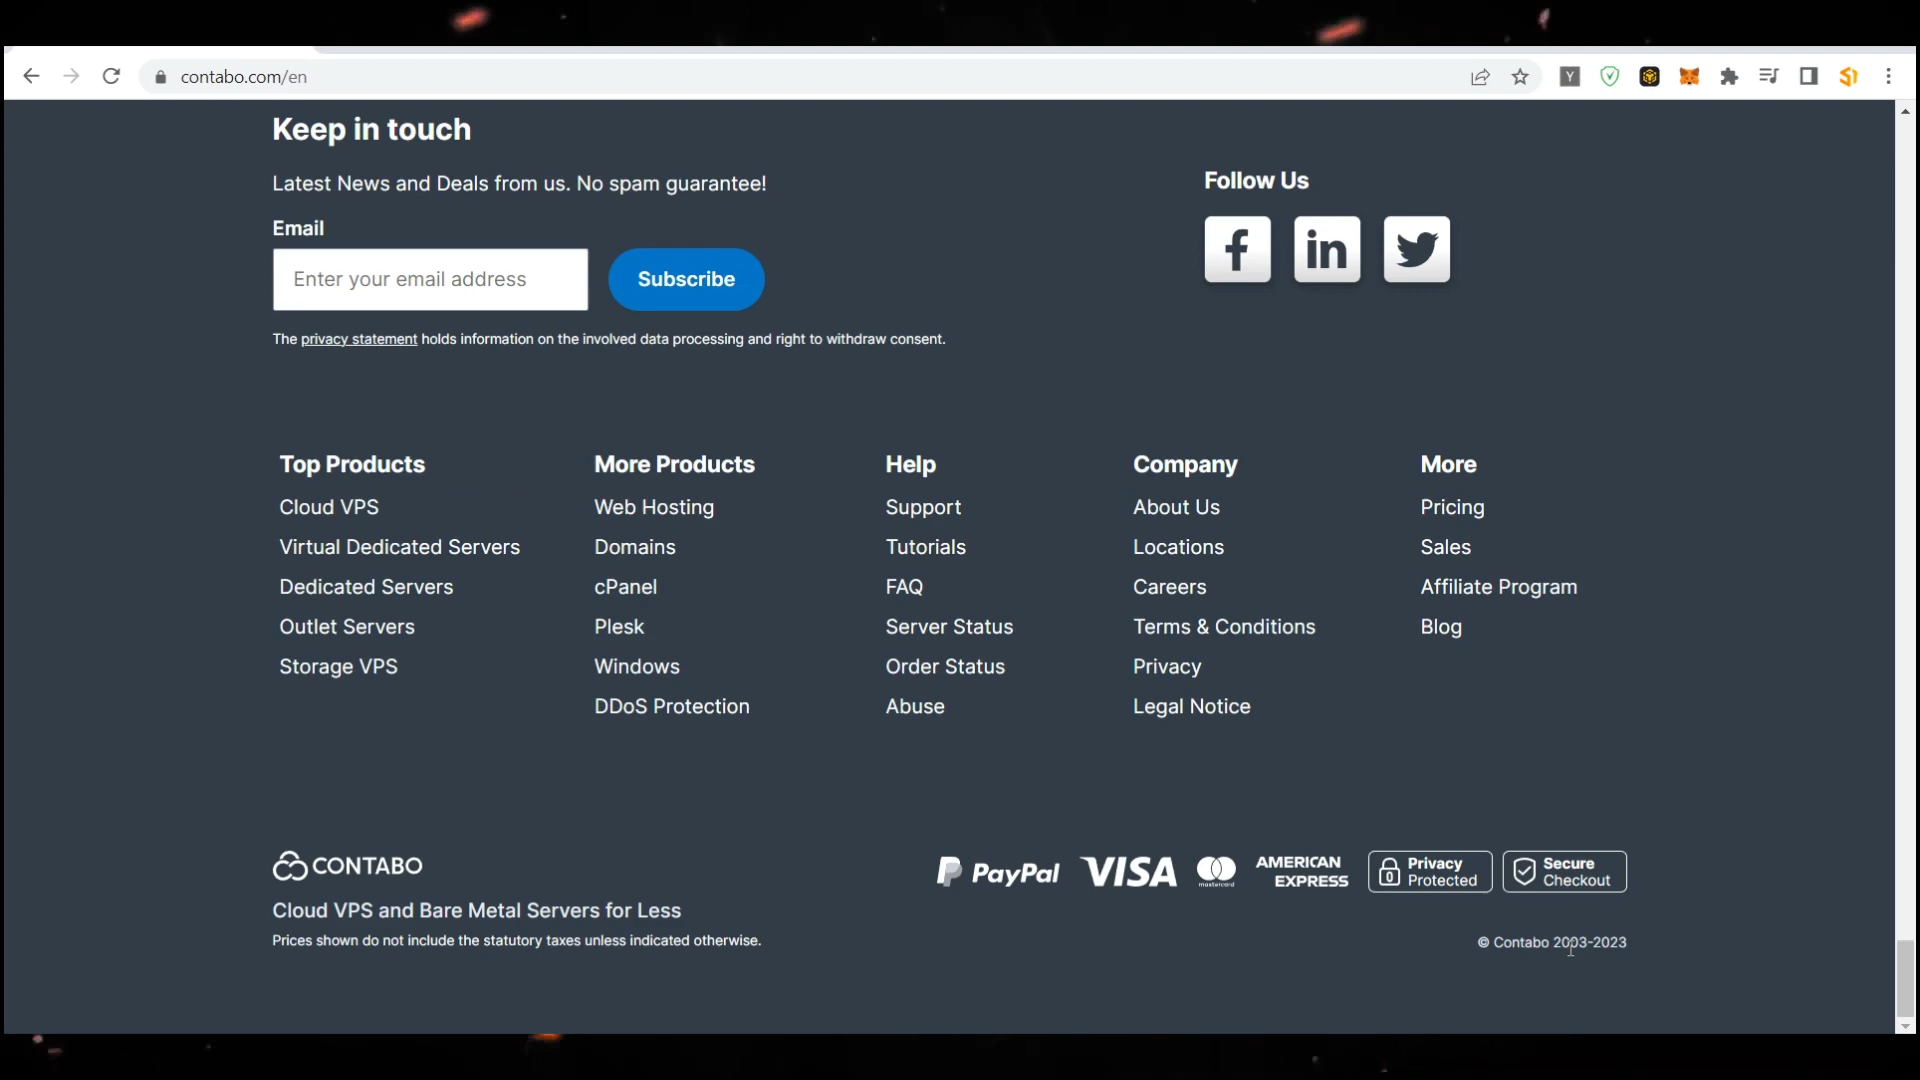 contabo.com/en
Keep in touch
Latest News and Deals from us. No spam guarantee!
Email
Enter your email address
Subscribe
The privacy statement holds information on the involved data processing and right to withdraw consent.
Follow Us
Top Products
Cloud VPS
Virtual Dedicated Servers
Dedicated Servers
Outlet Servers
Storage VPS
More Products
Web Hosting
Domains
cPanel
Plesk
Windows
DDoS Protection
Help
Support
Tutorials
FAQ
Server Status
Order Status
Abuse
Company
About Us
Locations
Careers
Terms & Conditions
Privacy
Legal Notice
More
Pricing
Sales
Affiliate Program
Blog
CONTABO
Cloud VPS and Bare Metal Servers for Less
Prices shown do not include the statutory taxes unless indicated otherwise.
PayPal
VISA
mastercard
AMERICAN
EXPRESS
Privacy
Protected
Secure
Checkout
© Contabo 2003-2023